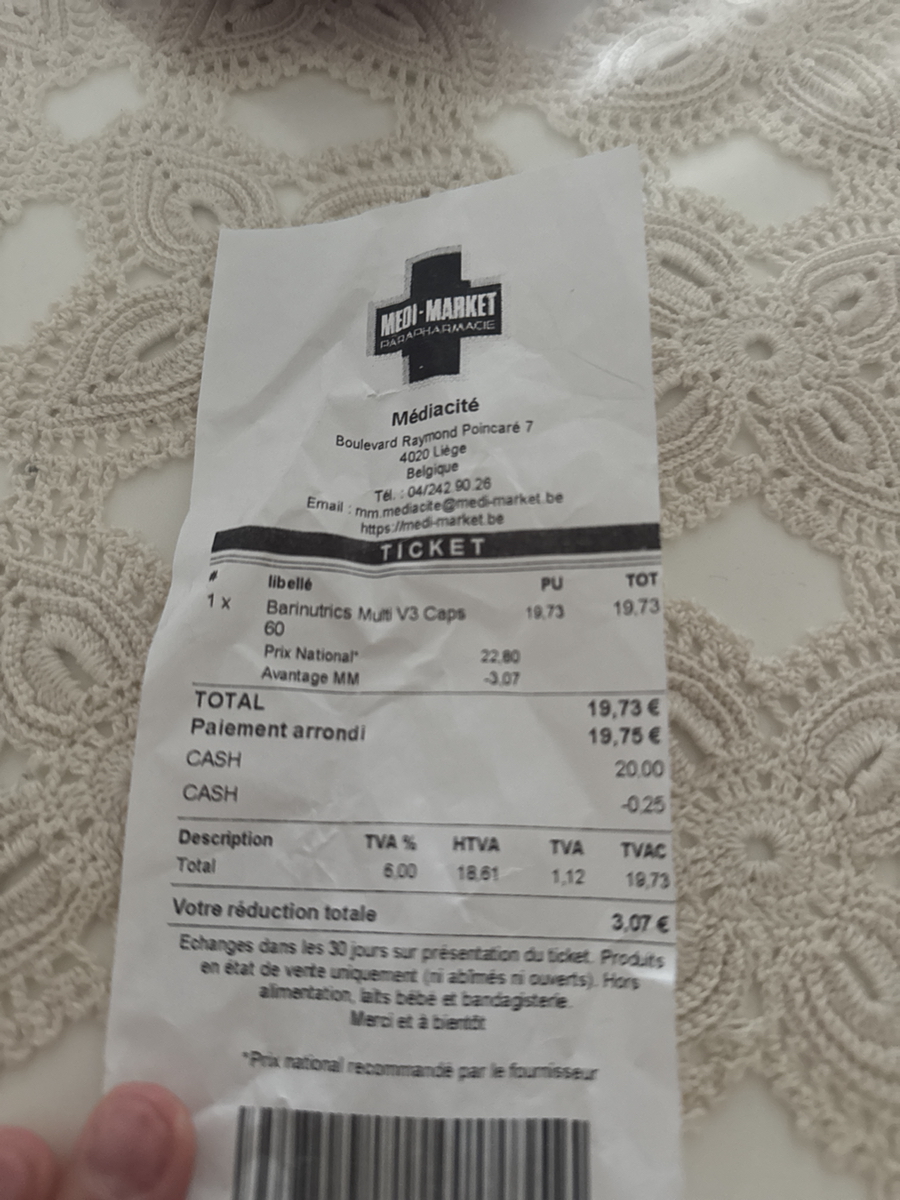 MEDI-MARKET
PARAPHARMACIE
Médiacité
Boulevard Raymond Poincaré 7
4020 Liège
Belgique
Tél. : 04/242.90.26
Email : mm.mediacite@medi-market.be
https://medi-market.be
TICKET
# libellé PU TOT
1 x Barinutrics Multi V3 Caps 19,73 19,73
60
Prix National* 22,80
Avantage MM -3,07
TOTAL 19,73 €
Paiement arrondi 19,75 €
CASH 20,00
CASH -0,25
Description TVA % HTVA TVA TVAC
Total 6,00 18,61 1,12 19,73
Votre réduction totale 3,07 €
Echanges dans les 30 jours sur présentation du ticket. Produits
en état de vente uniquement (ni abîmés ni ouverts). Hors
alimentation, laits bébé et bandagisterie.
Merci et à bientôt
*Prix national recommandé par le fournisseur